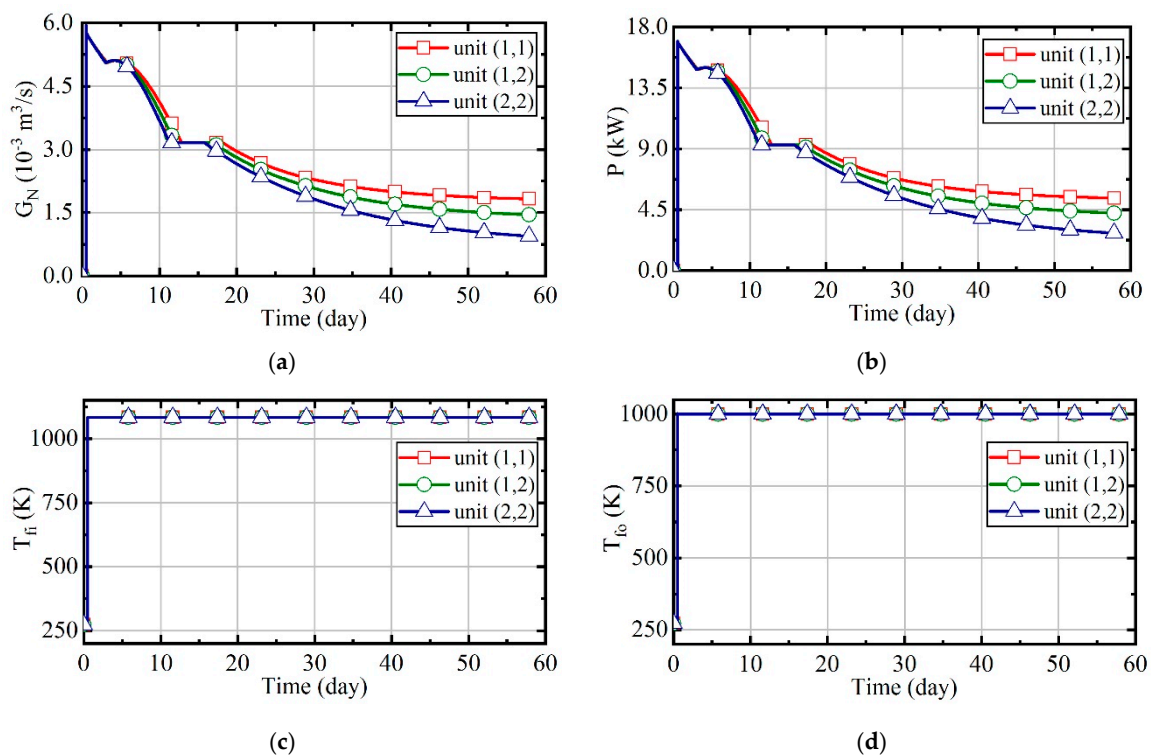 6.0
4.5
3.0
1.5
0.0
G_N (10⁻³ m³/s)
unit (1,1)
unit (1,2)
unit (2,2)
0 10 20 30 40 50 60
Time (day)
(a)
18.0
13.5
9.0
4.5
0.0
P (kW)
unit (1,1)
unit (1,2)
unit (2,2)
0 10 20 30 40 50 60
Time (day)
(b)
1000
750
500
250
T_fi (K)
unit (1,1)
unit (1,2)
unit (2,2)
0 10 20 30 40 50 60
Time (day)
(c)
1000
750
500
250
T_fo (K)
unit (1,1)
unit (1,2)
unit (2,2)
0 10 20 30 40 50 60
Time (day)
(d)